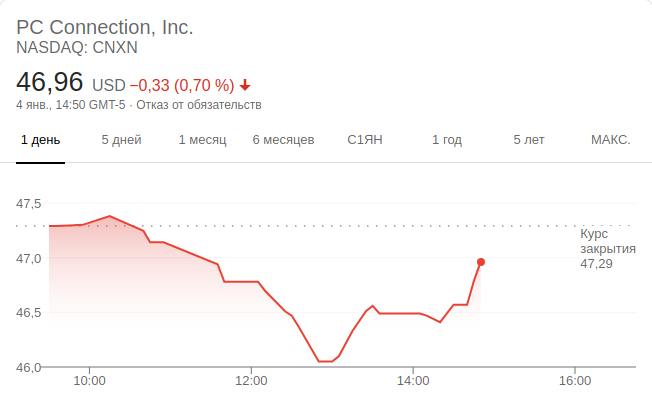 PC Connection, Inc.
NASDAQ: CNXN
46,96 USD −0,33 (0,70 %)
4 янв., 14:50 GMT-5 · Отказ от обязательств
1 день 5 дней 1 месяц 6 месяцев С1ЯН 1 год 5 лет МАКС.
47,5
47,0
46,5
46,0
Курс
закрытия
47,29
10:00 12:00 14:00 16:00